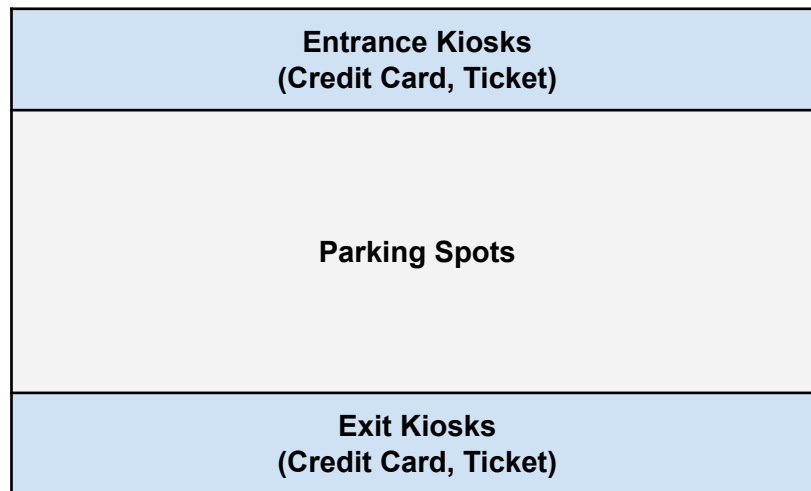 Entrance Kiosks
(Credit Card, Ticket)
Parking Spots
Exit Kiosks
(Credit Card, Ticket)